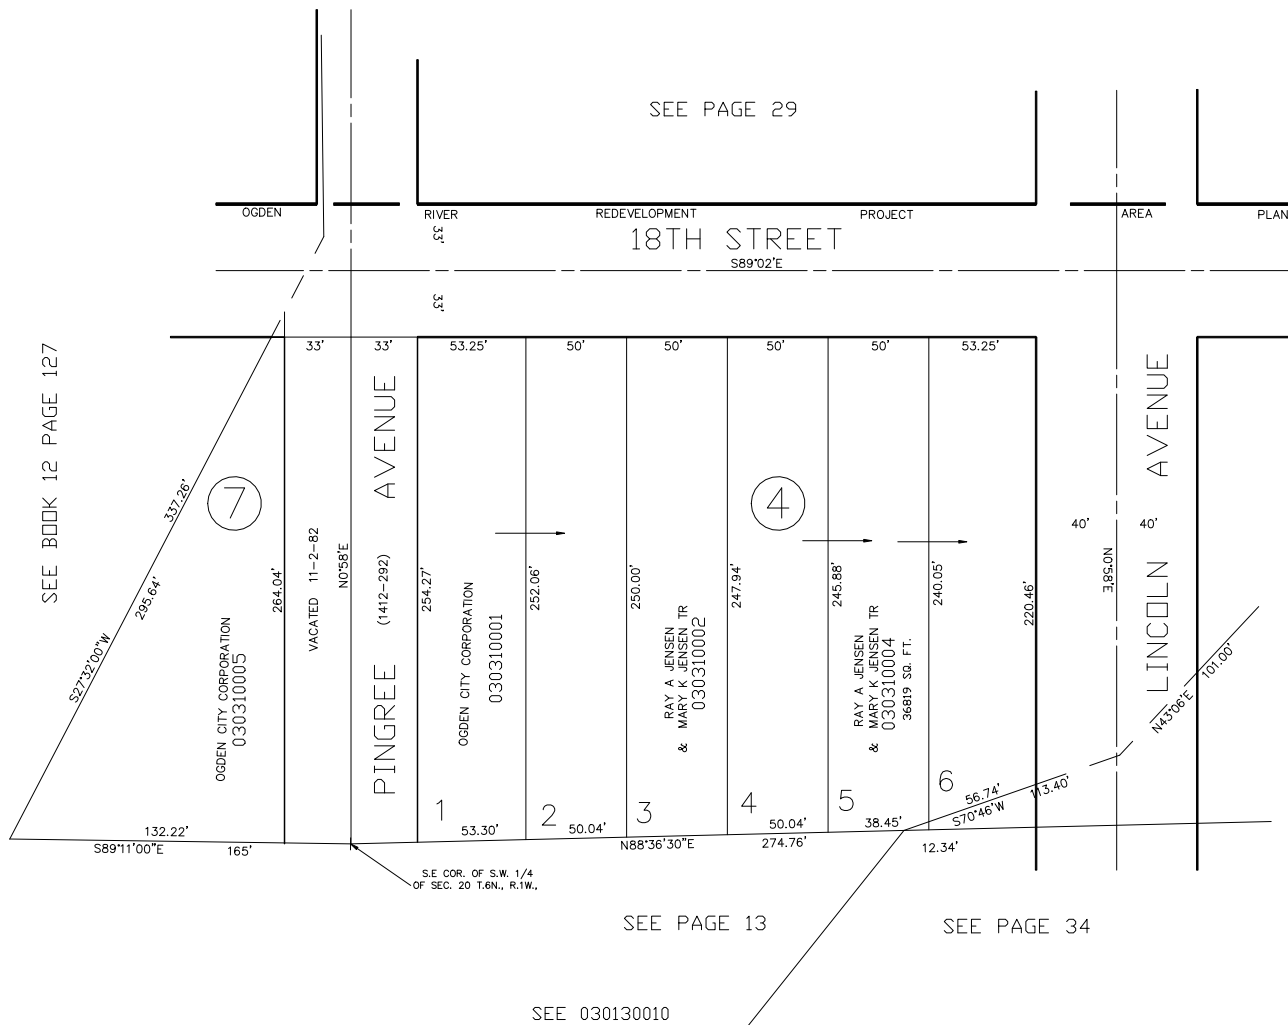 SEE PAGE 29
OGDEN
RIVER
REDEVELOPMENT
PROJECT
AREA
PLAN
33'
18TH STREET
S89°02'E
33'
33'
33'
53.25'
50'
50'
50'
50'
53.25'
SEE BOOK 12 PAGE 127
337.26'
295.64'
S27°32'00"W
7
264.04'
OGDEN CITY CORPORATION
030310005
VACATED 11-2-82
N0°58'E
PINGREE AVENUE
(1412-292)
254.27'
OGDEN CITY CORPORATION
030310001
252.06'
250.00'
RAY A JENSEN
& MARY K JENSEN TR
030310002
247.94'
4
245.88'
RAY A JENSEN
& MARY K JENSEN TR
030310004
36819 SQ. FT.
240.05'
220.46'
40'
40'
N0°58'E
LINCOLN AVENUE
101.00'
N43°06'E
1
2
3
4
5
6
132.22'
S89°11'00"E
165'
53.30'
50.04'
N88°36'30"E
50.04'
274.76'
38.45'
56.74'
S70°46'W
113.40'
12.34'
S.E COR. OF S.W. 1/4
OF SEC. 20 T.6N., R.1W.,
SEE PAGE 13
SEE PAGE 34
SEE 030130010